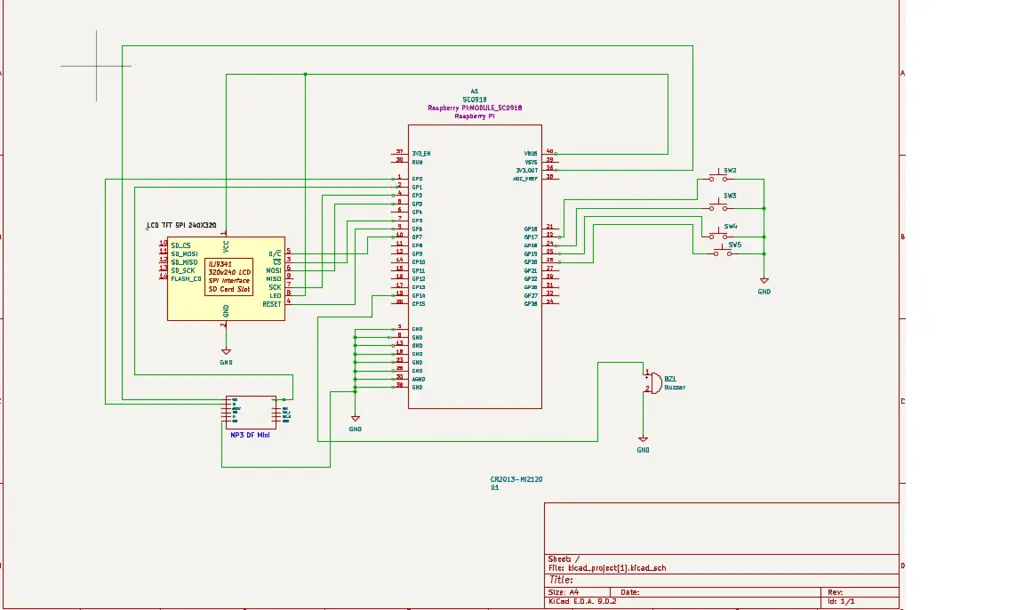 A
A
A1
SC0918
Raspberry Pi:MODULE_SC0918
Raspberry Pi
37 3V3_EN
30 RUN
VBUS 40
VSYS 39
3V3_OUT 36
ADC_VREF 35
1 GP0
2 GP1
4 GP2
5 GP3
6 GP4
7 GP5
9 GP6
10 GP7
11 GP8
12 GP9
14 GP10
15 GP11
16 GP12
17 GP13
19 GP14
20 GP15
GP16 21
GP17 22
GP18 24
GP19 25
GP20 26
GP21 27
GP22 29
GP26 31
GP27 32
GP28 34
3 GND
8 GND
13 GND
18 GND
23 GND
28 GND
33 AGND
38 GND
SW2
SW3
SW4
SW5
GND
B
B
LCD TFT SPI 240X320
1
VCC
10 SD_CS
11 SD_MOSI
12 SD_MISO
13 SD_SCK
14 FLASH_CD
ILI9341
320x240 LCD
SPI Interface
SD Card Slot
D/C 5
CS 3
MOSI 6
MISO 9
SCK 7
LED 8
RESET 4
GND
2
GND
MP3 DF Mini
GND
1
2
BZ1
Buzzer
GND
C
C
CR2013-MI2120
U1
D
Sheet: /
File: kicad_project(1).kicad_sch
Title:
Size: A4
Date:
Rev:
KiCad E.D.A. 9.0.2
Id: 1/1